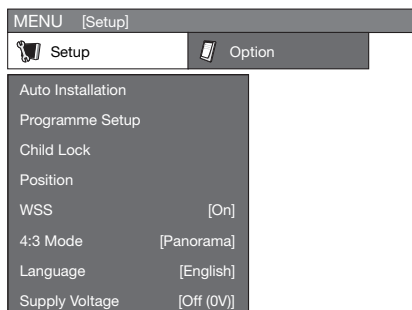 MENU [Setup]
Setup Option
Auto Installation
Programme Setup
Child Lock
Position
WSS [On]
4:3 Mode [Panorama]
Language [English]
Supply Voltage [Off (0V)]